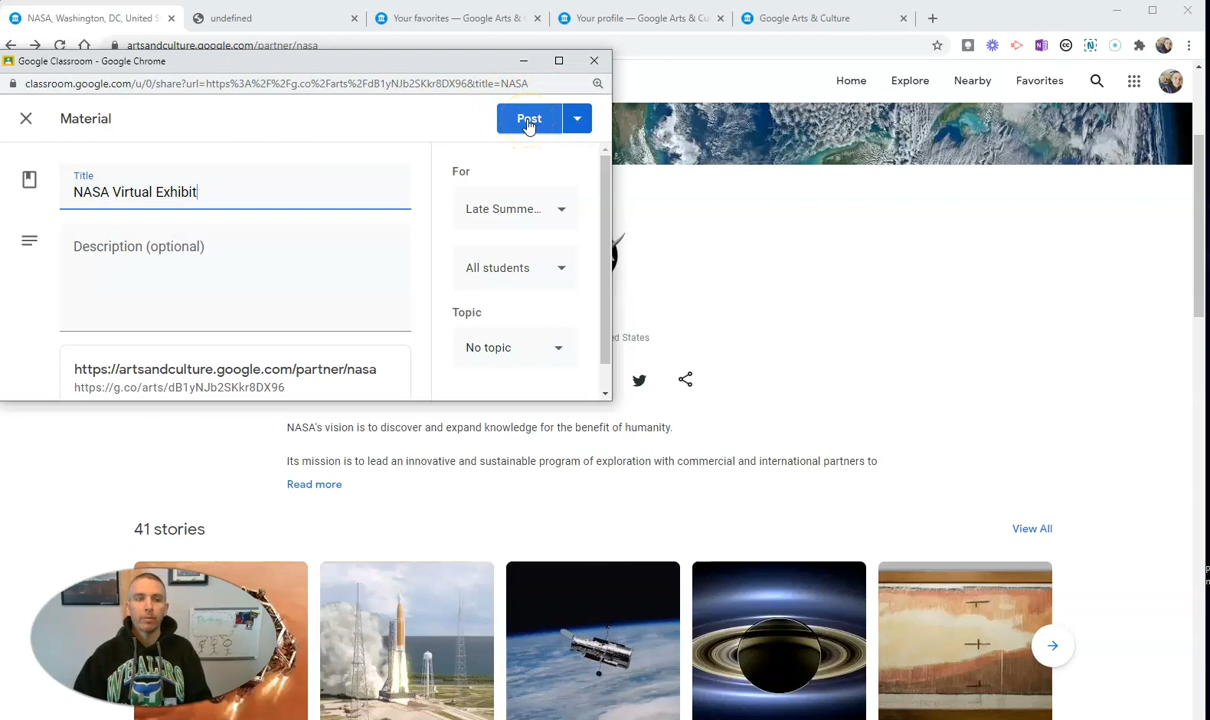 NASA, Washington, DC, United S
undefined
Your favorites — Google Arts &
Your profile — Google Arts & Cu
Google Arts & Culture
artsandculture.google.com/partner/nasa
Google Classroom - Google Chrome
classroom.google.com/u/0/share?url=https%3A%2F%2Fg.co%2Farts%2FdB1yNJb2SKkr8DX96&title=NASA
Home
Explore
Nearby
Favorites
Material
Post
Title
NASA Virtual Exhibit
Description (optional)
For
Late Summe...
All students
Topic
No topic
https://artsandculture.google.com/partner/nasa
https://g.co/arts/dB1yNJb2SKkr8DX96
ed States
NASA's vision is to discover and expand knowledge for the benefit of humanity.
Its mission is to lead an innovative and sustainable program of exploration with commercial and international partners to
Read more
41 stories
View All
WHALERS